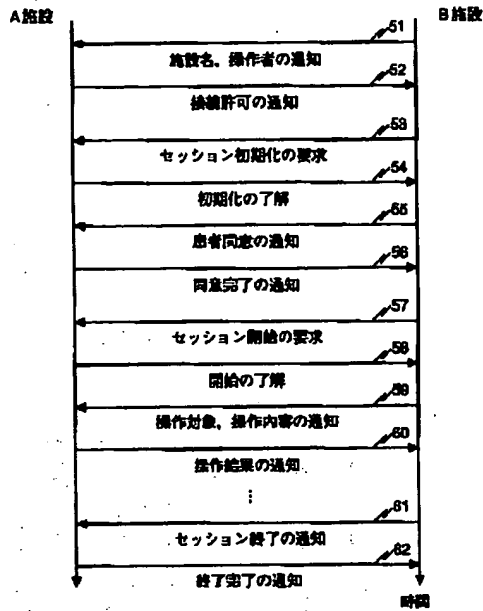 A施設
B施設
51
施設名、操作者の通知
52
接続許可の通知
53
セッション初期化の要求
54
初期化の了解
55
患者同意の通知
56
同意完了の通知
57
セッション開始の要求
58
開始の了解
59
操作対象、操作内容の通知
60
操作結果の通知
⋮
61
セッション終了の通知
62
終了完了の通知
時間